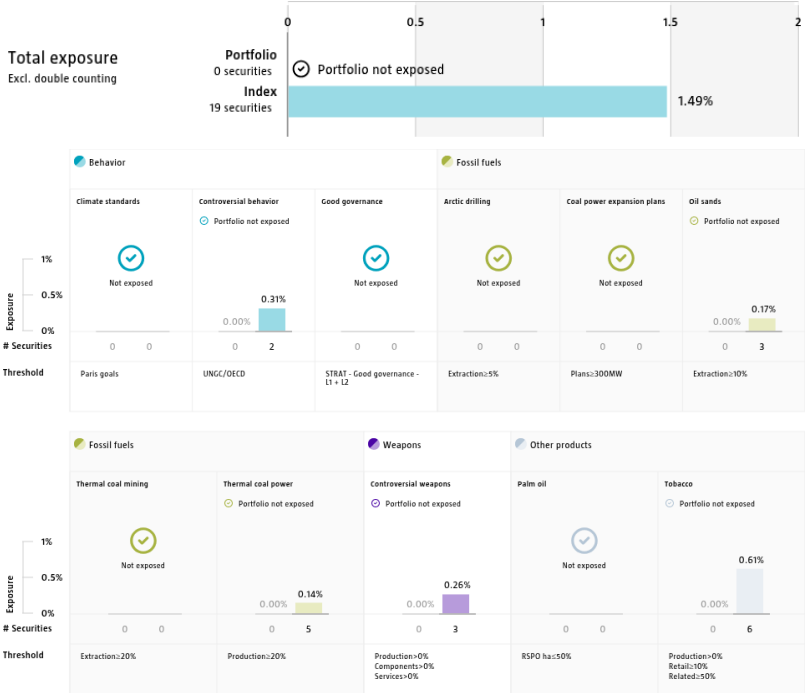 0 0.5 1 1.5 2
Total exposure
Excl. double counting
Portfolio
0 securities
Portfolio not exposed
Index
19 securities
1.49%
Behavior
Fossil fuels
Climate standards
Controversial behavior
Good governance
Arctic drilling
Coal power expansion plans
Oil sands
Portfolio not exposed
Portfolio not exposed
Exposure
1%
0.5%
0%
Not exposed
0.00% 0.31%
Not exposed
Not exposed
Not exposed
0.00% 0.17%
# Securities 0 0 0 2 0 0 0 0 0 0 0 3
Threshold
Paris goals
UNGC/OECD
STRAT - Good governance -
L1 + L2
Extraction≥5%
Plans≥300MW
Extraction≥10%
Fossil fuels
Weapons
Other products
Thermal coal mining
Thermal coal power
Controversial weapons
Palm oil
Tobacco
Portfolio not exposed
Portfolio not exposed
Portfolio not exposed
Exposure
1%
0.5%
0%
Not exposed
0.00% 0.14%
0.00% 0.26%
Not exposed
0.00% 0.61%
# Securities 0 0 0 5 0 3 0 0 0 6
Threshold
Extraction≥20%
Production≥20%
Production>0%
Components>0%
Services>0%
RSPO ha≤50%
Production>0%
Retail≥10%
Related≥50%